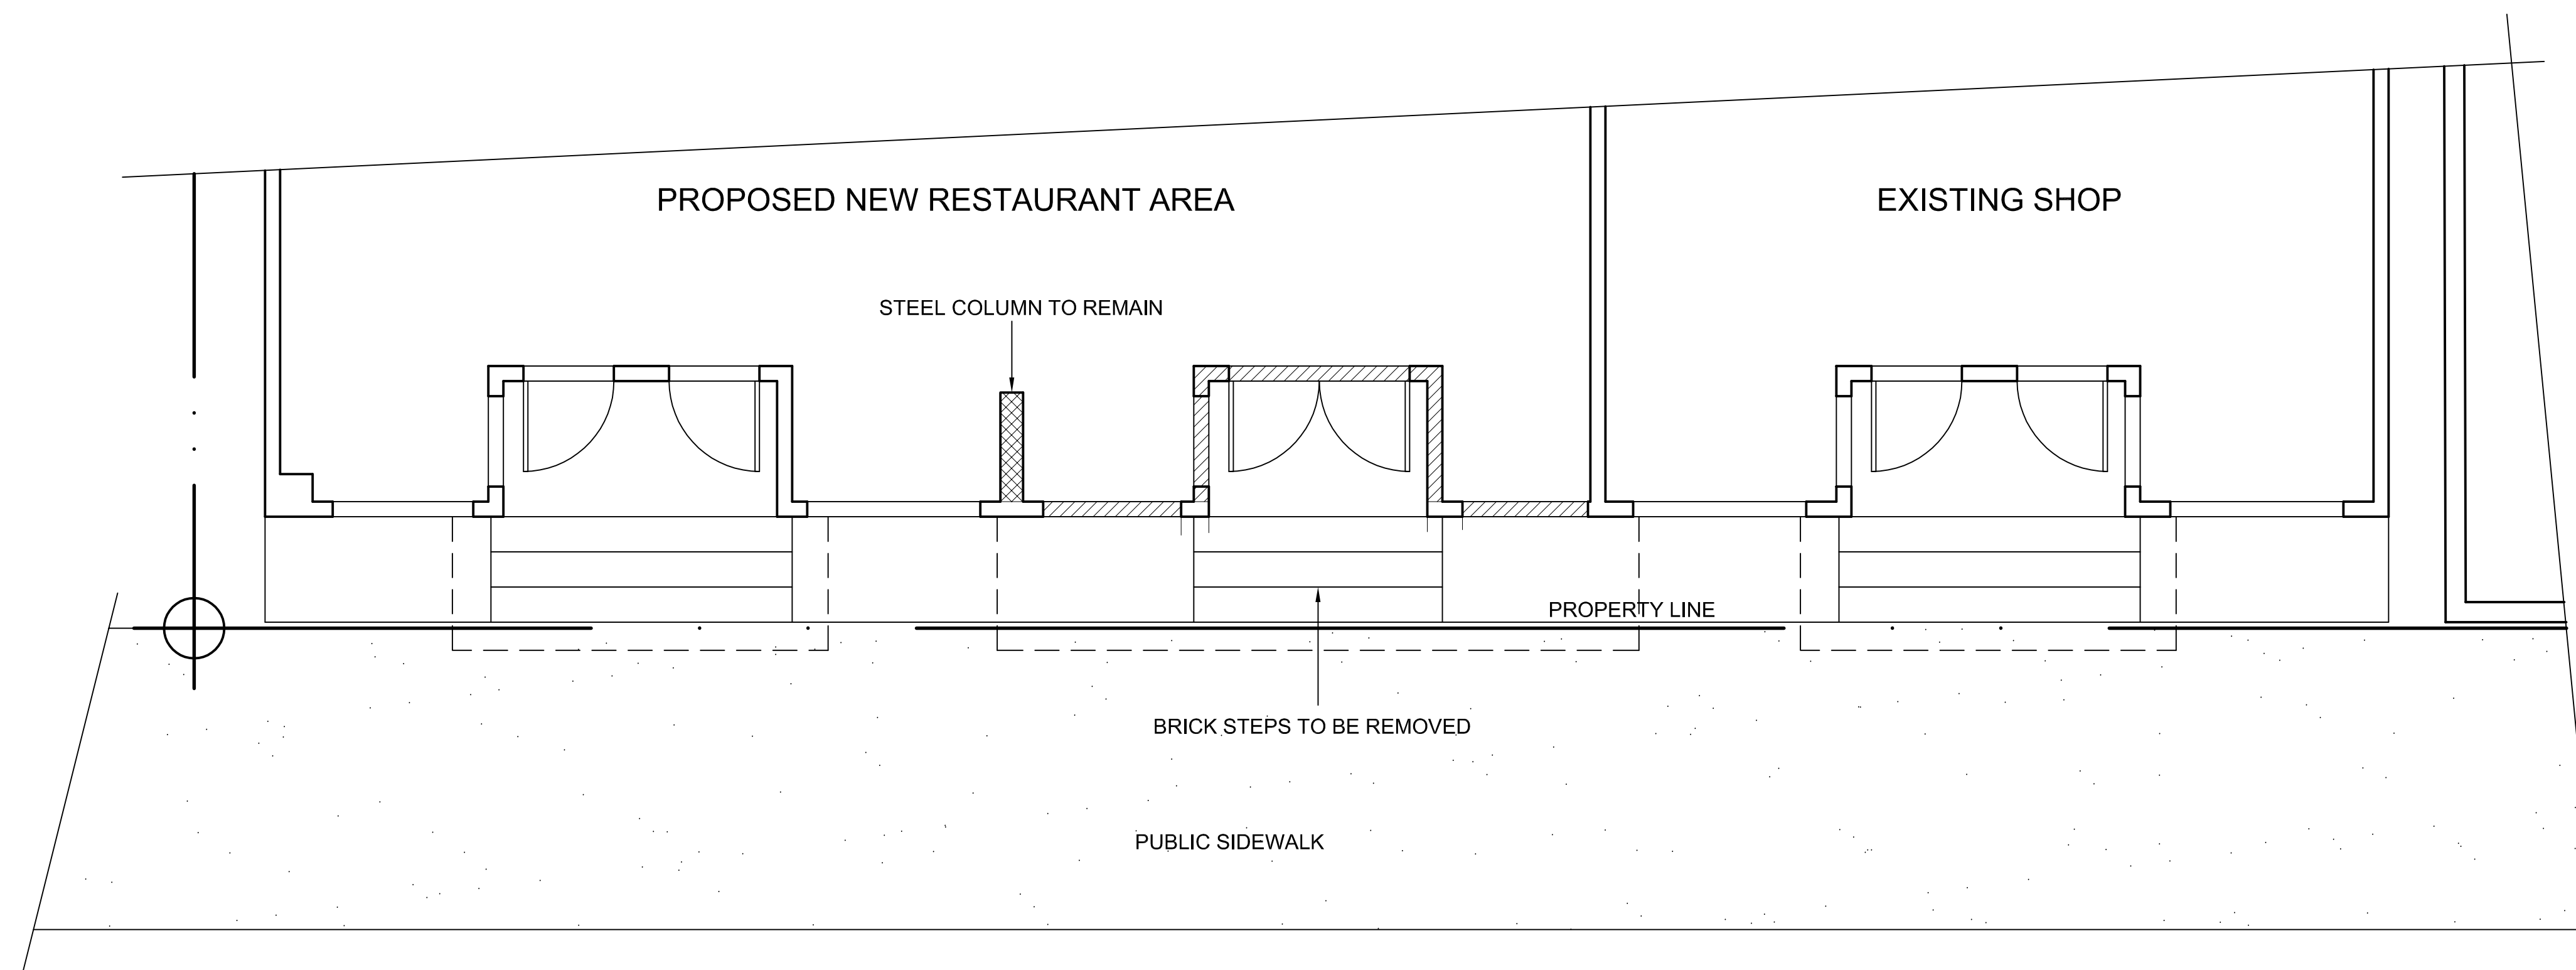 PROPOSED NEW RESTAURANT AREA
EXISTING SHOP
STEEL COLUMN TO REMAIN
PROPERTY LINE
BRICK STEPS TO BE REMOVED
PUBLIC SIDEWALK